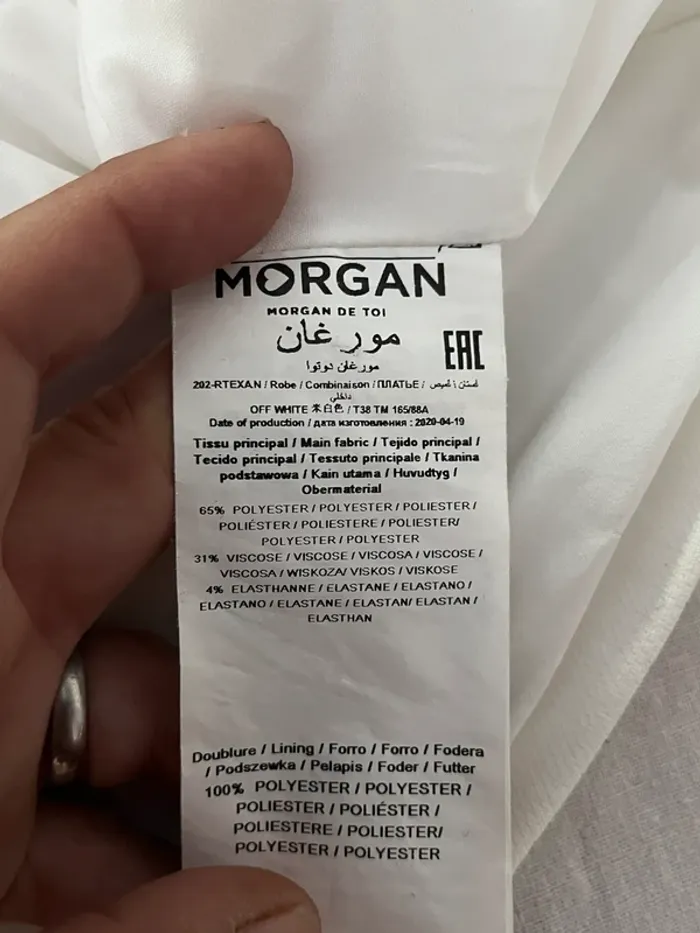 MORGAN
MORGAN DE TOI
مورغان
مورغان دوتوا
EAC
202-RTEXAN / Robe / Combinaison / ПЛАТЬЕ / فستان / قميص
داخلي
OFF WHITE 米白色 / T38 TM 165/88A
Date of production / дата изготовления : 2020-04-19
Tissu principal / Main fabric / Tejido principal /
Tecido principal / Tessuto principale / Tkanina
podstawowa / Kain utama / Huvudtyg /
Obermaterial
65% POLYESTER / POLYESTER / POLIESTER /
POLIÉSTER / POLIESTERE / POLIESTER/
POLYESTER / POLYESTER
31% VISCOSE / VISCOSE / VISCOSA / VISCOSE /
VISCOSA / WISKOZA/ VISKOS / VISKOSE
4% ELASTHANNE / ELASTANE / ELASTANO /
ELASTANO / ELASTANE / ELASTAN/ ELASTAN /
ELASTHAN
Doublure / Lining / Forro / Forro / Fodera
/ Podszewka / Pelapis / Foder / Futter
100% POLYESTER / POLYESTER /
POLIESTER / POLIÉSTER /
POLIESTERE / POLIESTER/
POLYESTER / POLYESTER